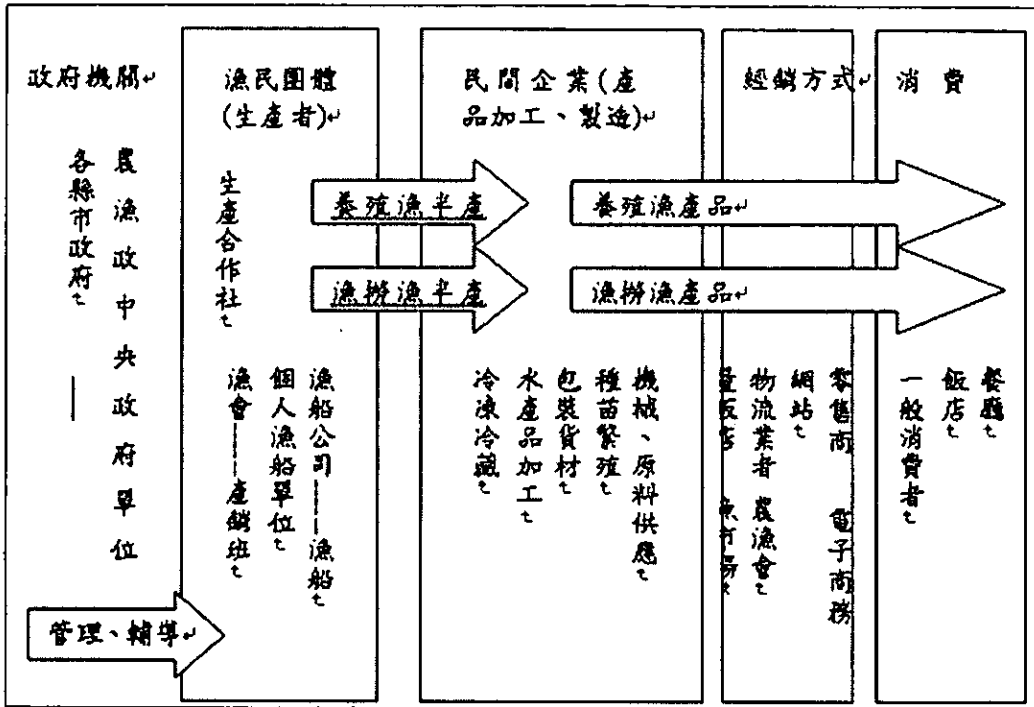 政府機關
農漁政中央政府單位
各縣市政府
管理、輔導
漁民團體
(生產者)
生產合作社
漁船公司——漁船
個人漁船單位
漁會——產銷班
養殖漁半產
漁撈漁半產
民間企業(產
品加工、製造)
養殖漁產品
漁撈漁產品
機械、原料供應
種苗繁殖
包裝貨材
水產品加工
冷凍冷藏
經銷方式
零售商 電子商務
網站
物流業者 農漁會
量販店 魚市場
消費
餐廳
飯店
一般消費者